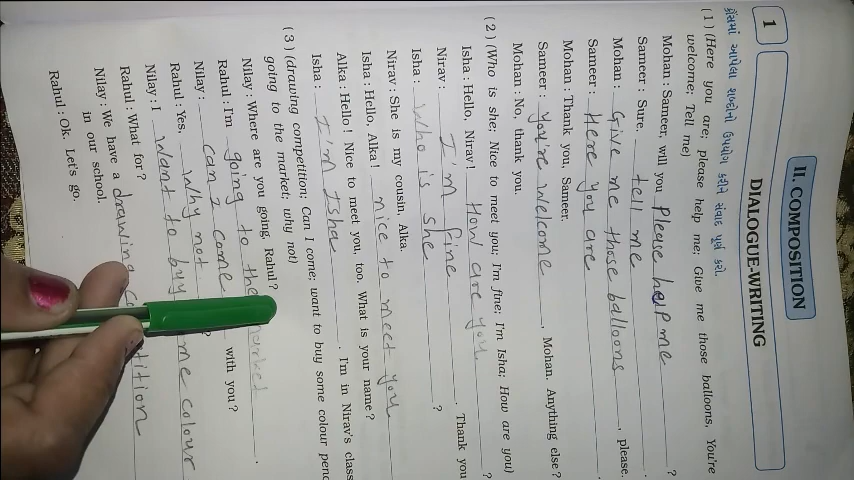 II. COMPOSITION
1
DIALOGUE-WRITING
કૌંસમાં આપેલા શબ્દોનો ઉપયોગ કરીને સંવાદ પૂર્ણ કરો.
(1) (Here you are; please help me; Give me those balloons, You're
welcome; Tell me)
Mohan : Sameer, will you please help me ?
Sameer : Sure. tell me .
Mohan : Give me those balloons , please.
Sameer : Here you are .
Mohan : Thank you, Sameer.
Sameer : you're welcome , Mohan. Anything else ?
Mohan : No, thank you.
(2) (Who is she; Nice to meet you; I'm fine; I'm Isha; How are you)
Isha : Hello, Nirav! How are you ?
Nirav : I'm fine . Thank you
Isha : who is she ?
Nirav : She is my cousin, Alka.
Isha : Hello, Alka! nice to meet you
Alka : Hello! Nice to meet you, too. What is your name ?
Isha : I'm Isha . I'm in Nirav's class
(3) (drawing competition; Can I come; want to buy some colour penc
going to the market; why not)
Nilay : Where are you going, Rahul ?
Rahul : I'm going to the market .
Nilay : can I come with you ?
Rahul : Yes, why not ?
Nilay : I want to buy me colour
Rahul : What for ?
Nilay : We have a drawing co tition
in our school.
Rahul : Ok, Let's go.